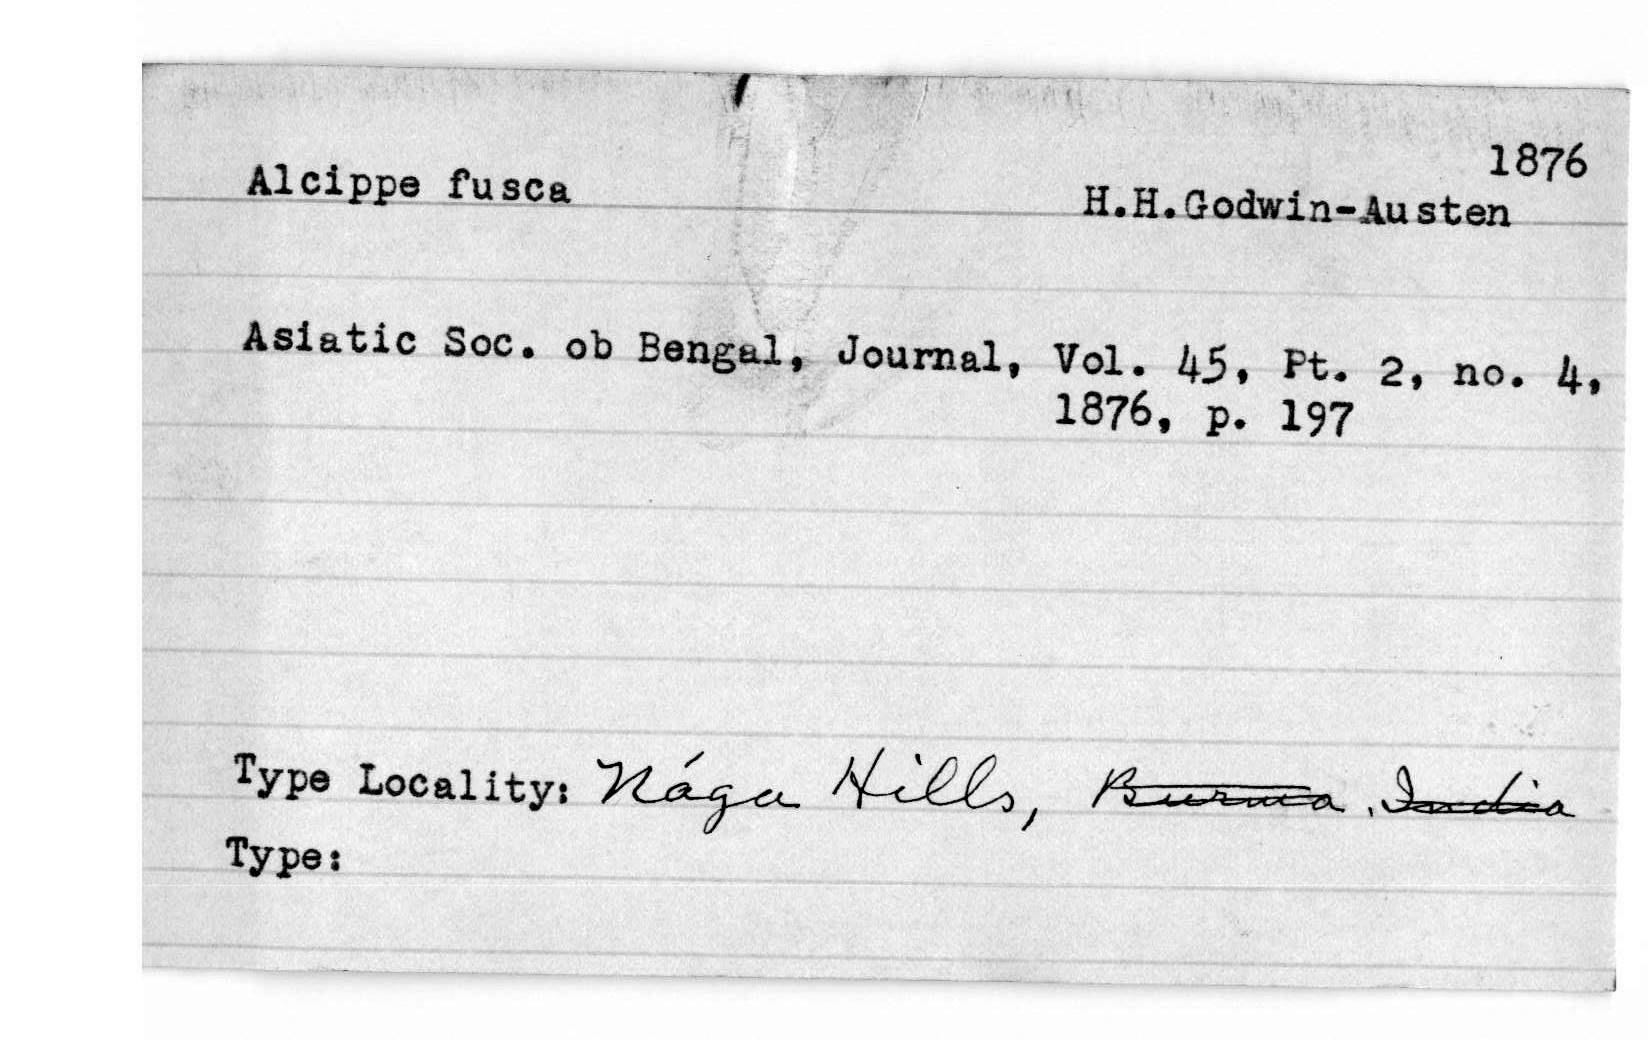 1876
Alcippe fusca H.H.Godwin-Austen
Asiatic Soc. ob Bengal, Journal, Vol. 45, Pt. 2, no. 4,
1876, p. 197
Type Locality: Nága Hills, Burma, India
Type: